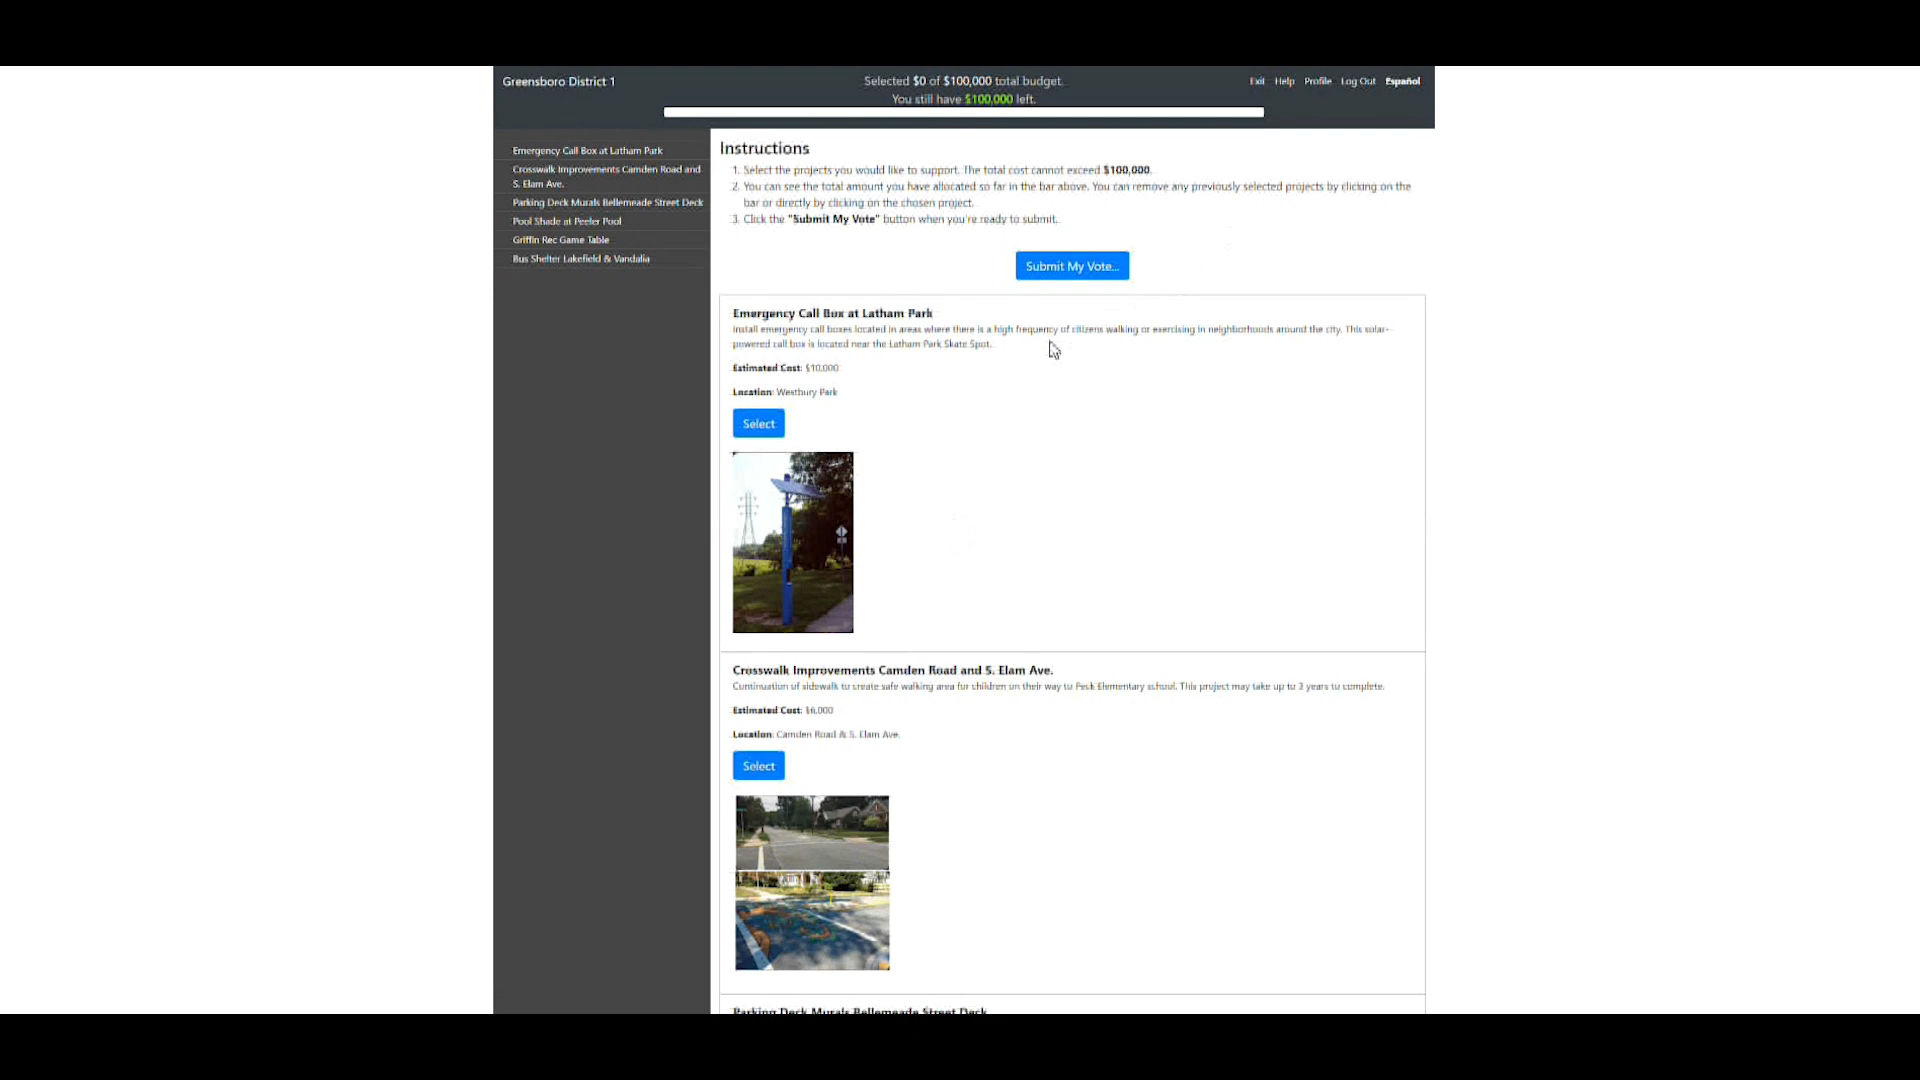 Greensboro District 1
Selected $0 of $100,000 total budget.
You still have $100,000 left.
Exit Help Profile Log Out Español
Emergency Call Box at Latham Park
Crosswalk Improvements Camden Road and
S. Elam Ave.
Parking Deck Murals Bellemeade Street Deck
Pool Shade at Peeler Pool
Griffin Rec Game Table
Bus Shelter Lakefield & Vandalia
Instructions
1. Select the projects you would like to support. The total cost cannot exceed $100,000.
2. You can see the total amount you have allocated so far in the bar above. You can remove any previously selected projects by clicking on the
bar or directly by clicking on the chosen project.
3. Click the "Submit My Vote" button when you're ready to submit.
Submit My Vote...
Emergency Call Box at Latham Park
Install emergency call boxes located in areas where there is a high frequency of citizens walking or exercising in neighborhoods around the city. This solar-
powered call box is located near the Latham Park Skate Spot.
Estimated Cost: $10,000
Location: Westbury Park
Select
Crosswalk Improvements Camden Road and S. Elam Ave.
Continuation of sidewalk to create safe walking area for children on their way to Peck Elementary school. This project may take up to 3 years to complete.
Estimated Cost: $6,000
Location: Camden Road & S. Elam Ave.
Select
Parking Deck Murals Bellemeade Street Deck